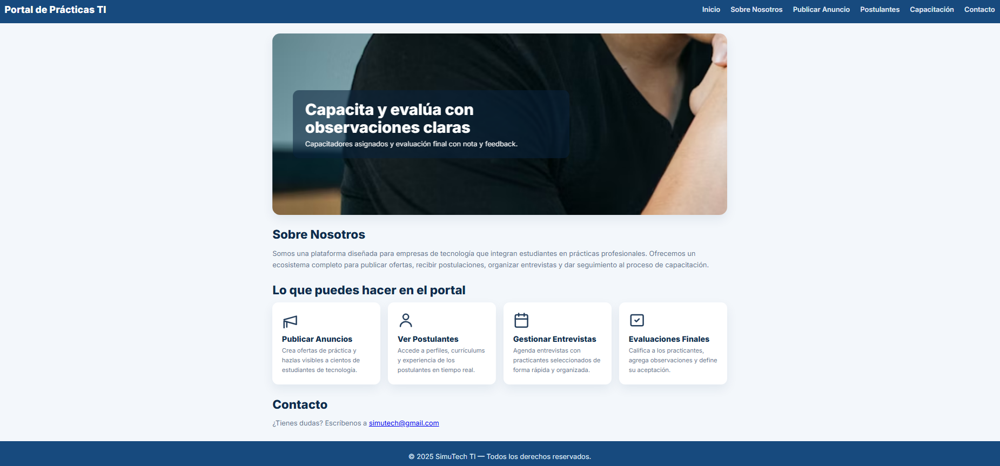 Portal de Prácticas TI
Inicio Sobre Nosotros Publicar Anuncio Postulantes Capacitación Contacto
Capacita y evalúa con
observaciones claras
Capacitadores asignados y evaluación final con nota y feedback.
Sobre Nosotros
Somos una plataforma diseñada para empresas de tecnología que integran estudiantes en prácticas profesionales. Ofrecemos un
ecosistema completo para publicar ofertas, recibir postulaciones, organizar entrevistas y dar seguimiento al proceso de capacitación.
Lo que puedes hacer en el portal
Publicar Anuncios
Crea ofertas de práctica y
hazlas visibles a cientos de
estudiantes de tecnología.
Ver Postulantes
Accede a perfiles, currículums
y experiencia de los
postulantes en tiempo real.
Gestionar Entrevistas
Agenda entrevistas con
practicantes seleccionados de
forma rápida y organizada.
Evaluaciones Finales
Califica a los practicantes,
agrega observaciones y define
su aceptación.
Contacto
¿Tienes dudas? Escríbenos a simutech@gmail.com
© 2025 SimuTech TI — Todos los derechos reservados.